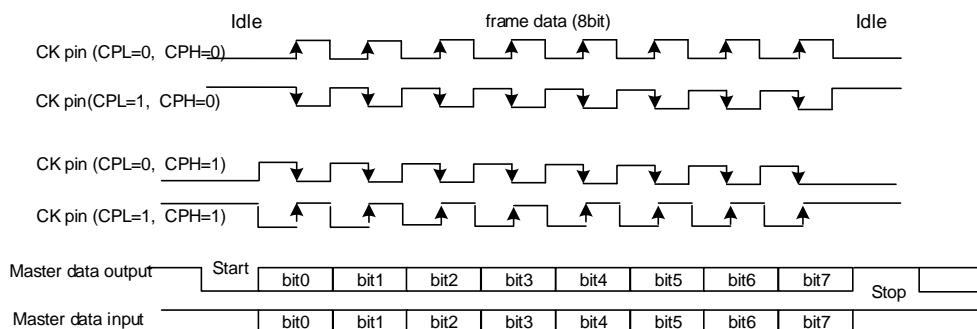 Idle frame data (8bit) Idle
CK pin (CPL=0, CPH=0)
CK pin(CPL=1, CPH=0)
CK pin (CPL=0, CPH=1)
CK pin (CPL=1, CPH=1)
Master data output Start bit0 bit1 bit2 bit3 bit4 bit5 bit6 bit7 Stop
Master data input bit0 bit1 bit2 bit3 bit4 bit5 bit6 bit7